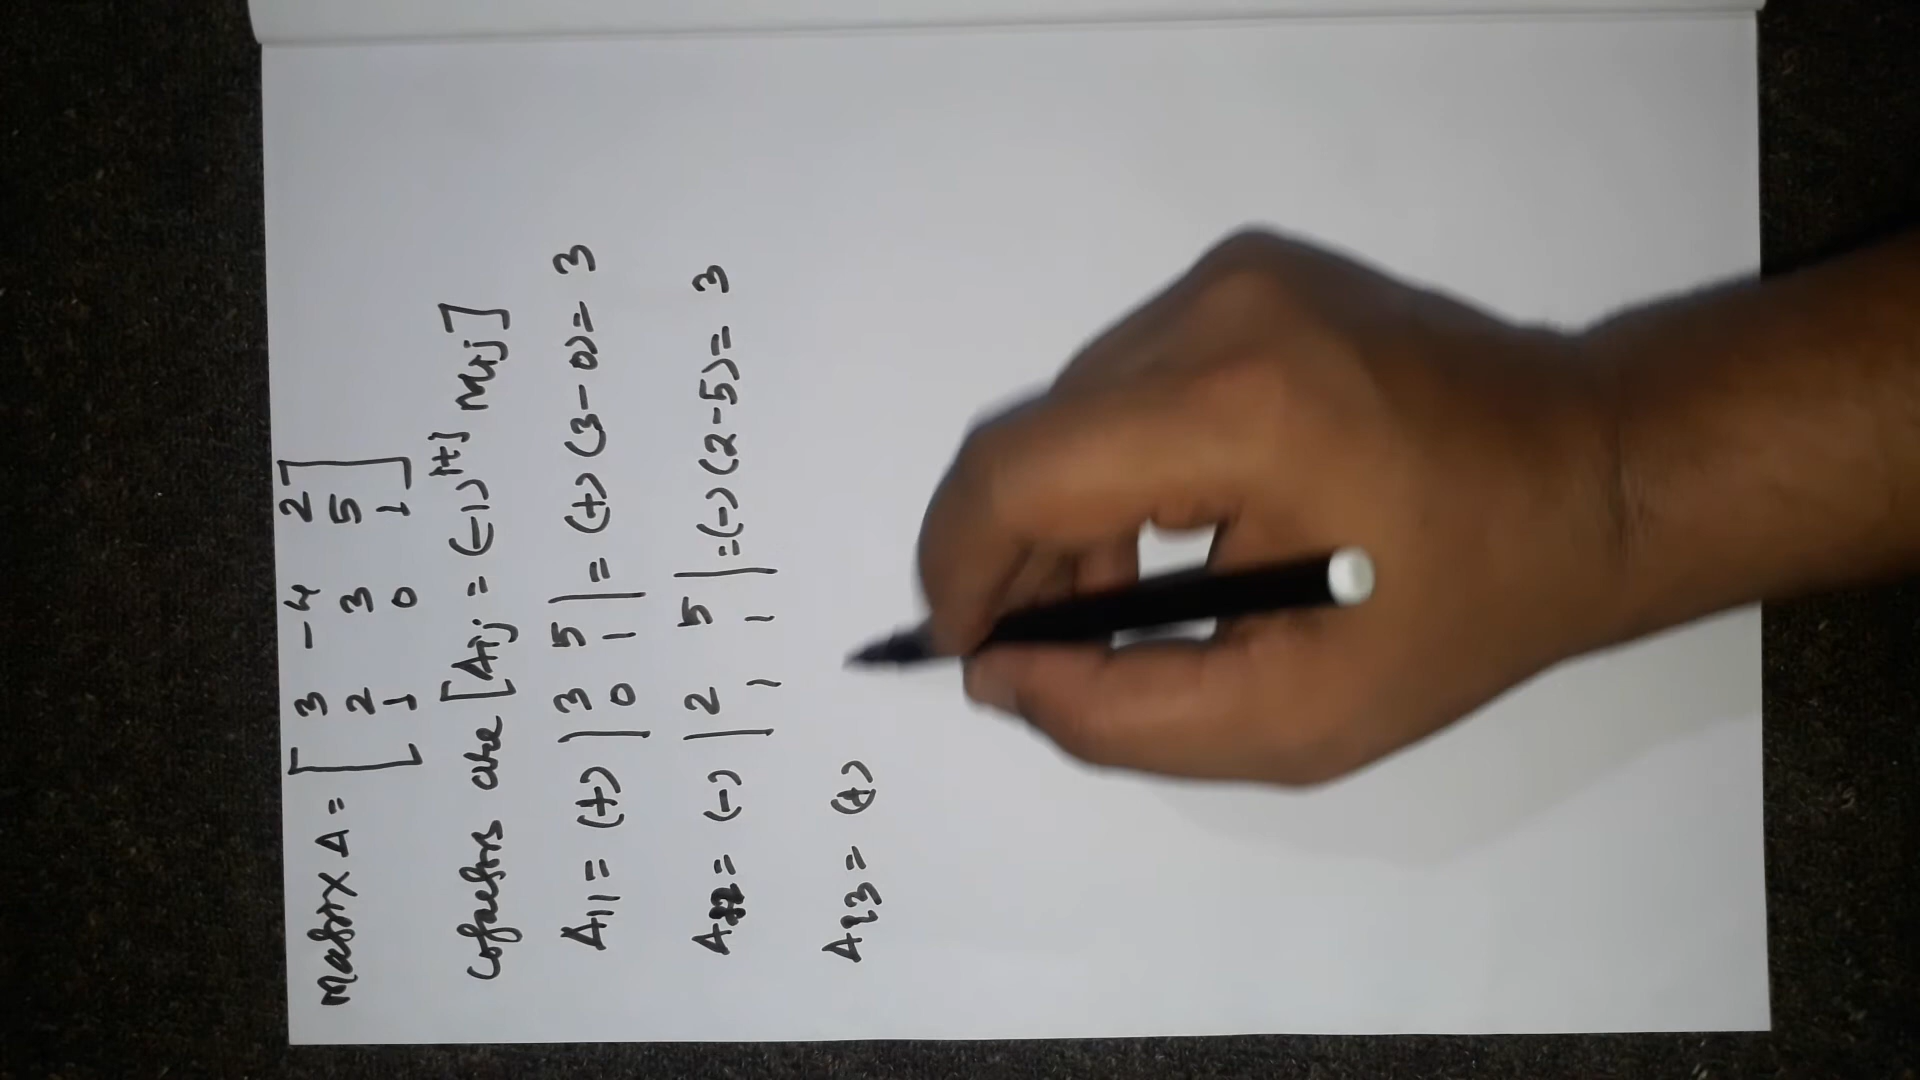 Matrix A = [ 3 -4 2
2 3 5
1 0 1 ]
Cofactors are [Aij = (-1)^i+j Mij]
A11 = (+) | 3 5
0 1 | = (+) (3-0) = 3
= (-) | 2 5
1 1 | = (-) (2-5) = 3
A13 = (+)